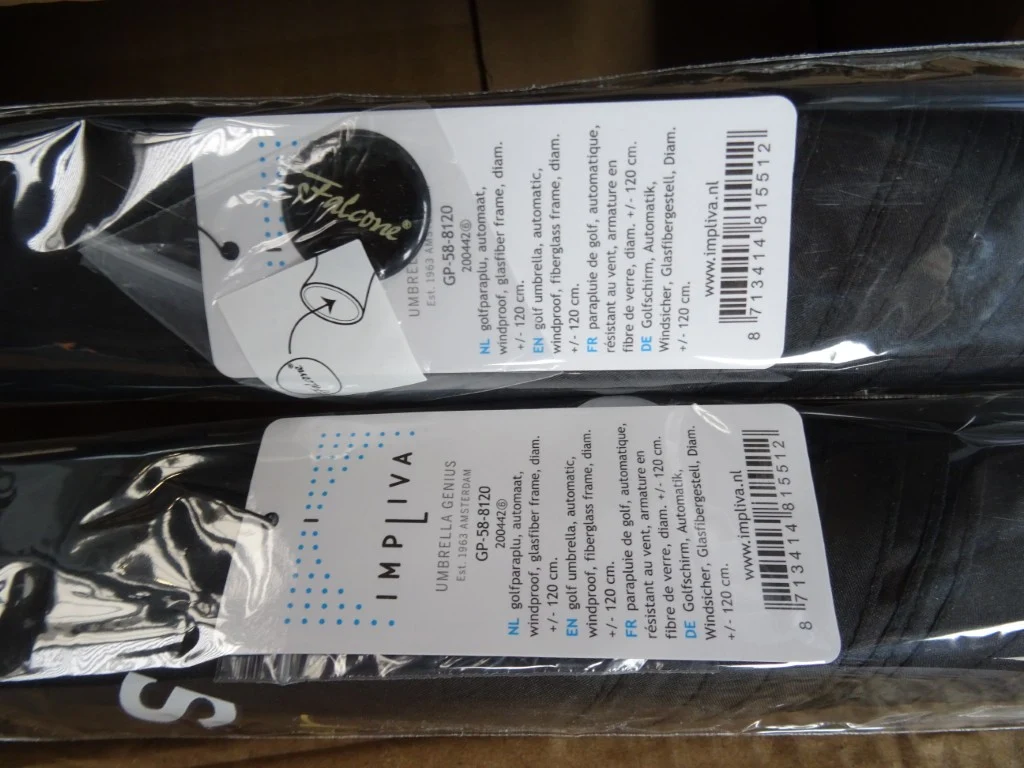 Falcone®
UMBRE
Est. 1963 AMS
GP-58-8120
200442⑥
NL golfparaplu, automaat,
windproof, glasfiber frame, diam.
+/- 120 cm.
EN golf umbrella, automatic,
windproof, fiberglass frame, diam.
+/- 120 cm.
FR parapluie de golf, automatique,
résistant au vent, armature en
fibre de verre, diam. +/- 120 cm.
DE Golfschirm, Automatik,
Windsicher, Glasfibergestell, Diam.
+/- 120 cm.
www.impliva.nl
8 713414 815512
IMPLIVA
UMBRELLA GENIUS
Est. 1963 AMSTERDAM
GP-58-8120
200442⑥
NL golfparaplu, automaat,
windproof, glasfiber frame, diam.
+/- 120 cm.
EN golf umbrella, automatic,
windproof, fiberglass frame, diam.
+/- 120 cm.
FR parapluie de golf, automatique,
résistant au vent, armature en
fibre de verre, diam. +/- 120 cm.
DE Golfschirm, Automatik,
Windsicher, Glasfibergestell, Diam.
+/- 120 cm.
www.impliva.nl
8 713414 815512
S